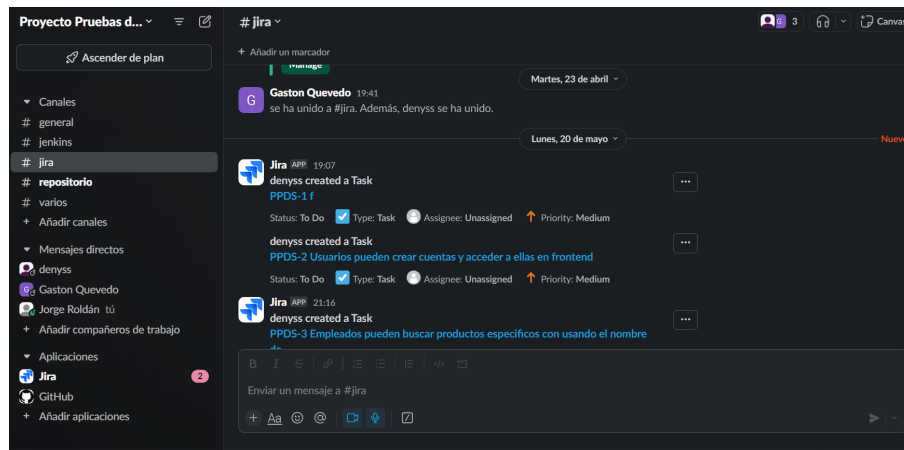 Proyecto Pruebas d...
Ascender de plan
Canales
# general
# jenkins
# jira
# repositorio
# varios
+ Añadir canales
Mensajes directos
denyss
Gaston Quevedo
Jorge Roldán tú
+ Añadir compañeros de trabajo
Aplicaciones
Jira 2
GitHub
+ Añadir aplicaciones
# jira
3
Canvas
+ Añadir un marcador
Manage
Martes, 23 de abril
G
Gaston Quevedo 19:41
se ha unido a #jira. Además, denyss se ha unido.
Lunes, 20 de mayo
Nuevo
Jira APP 19:07
denyss created a Task
PPDS-1 f
Status: To Do Type: Task Assignee: Unassigned Priority: Medium
denyss created a Task
PPDS-2 Usuarios pueden crear cuentas y acceder a ellas en frontend
Status: To Do Type: Task Assignee: Unassigned Priority: Medium
Jira APP 21:16
denyss created a Task
PPDS-3 Empleados pueden buscar productos especificos con usando el nombre
de
B I S
Enviar un mensaje a #jira
+ Aa @